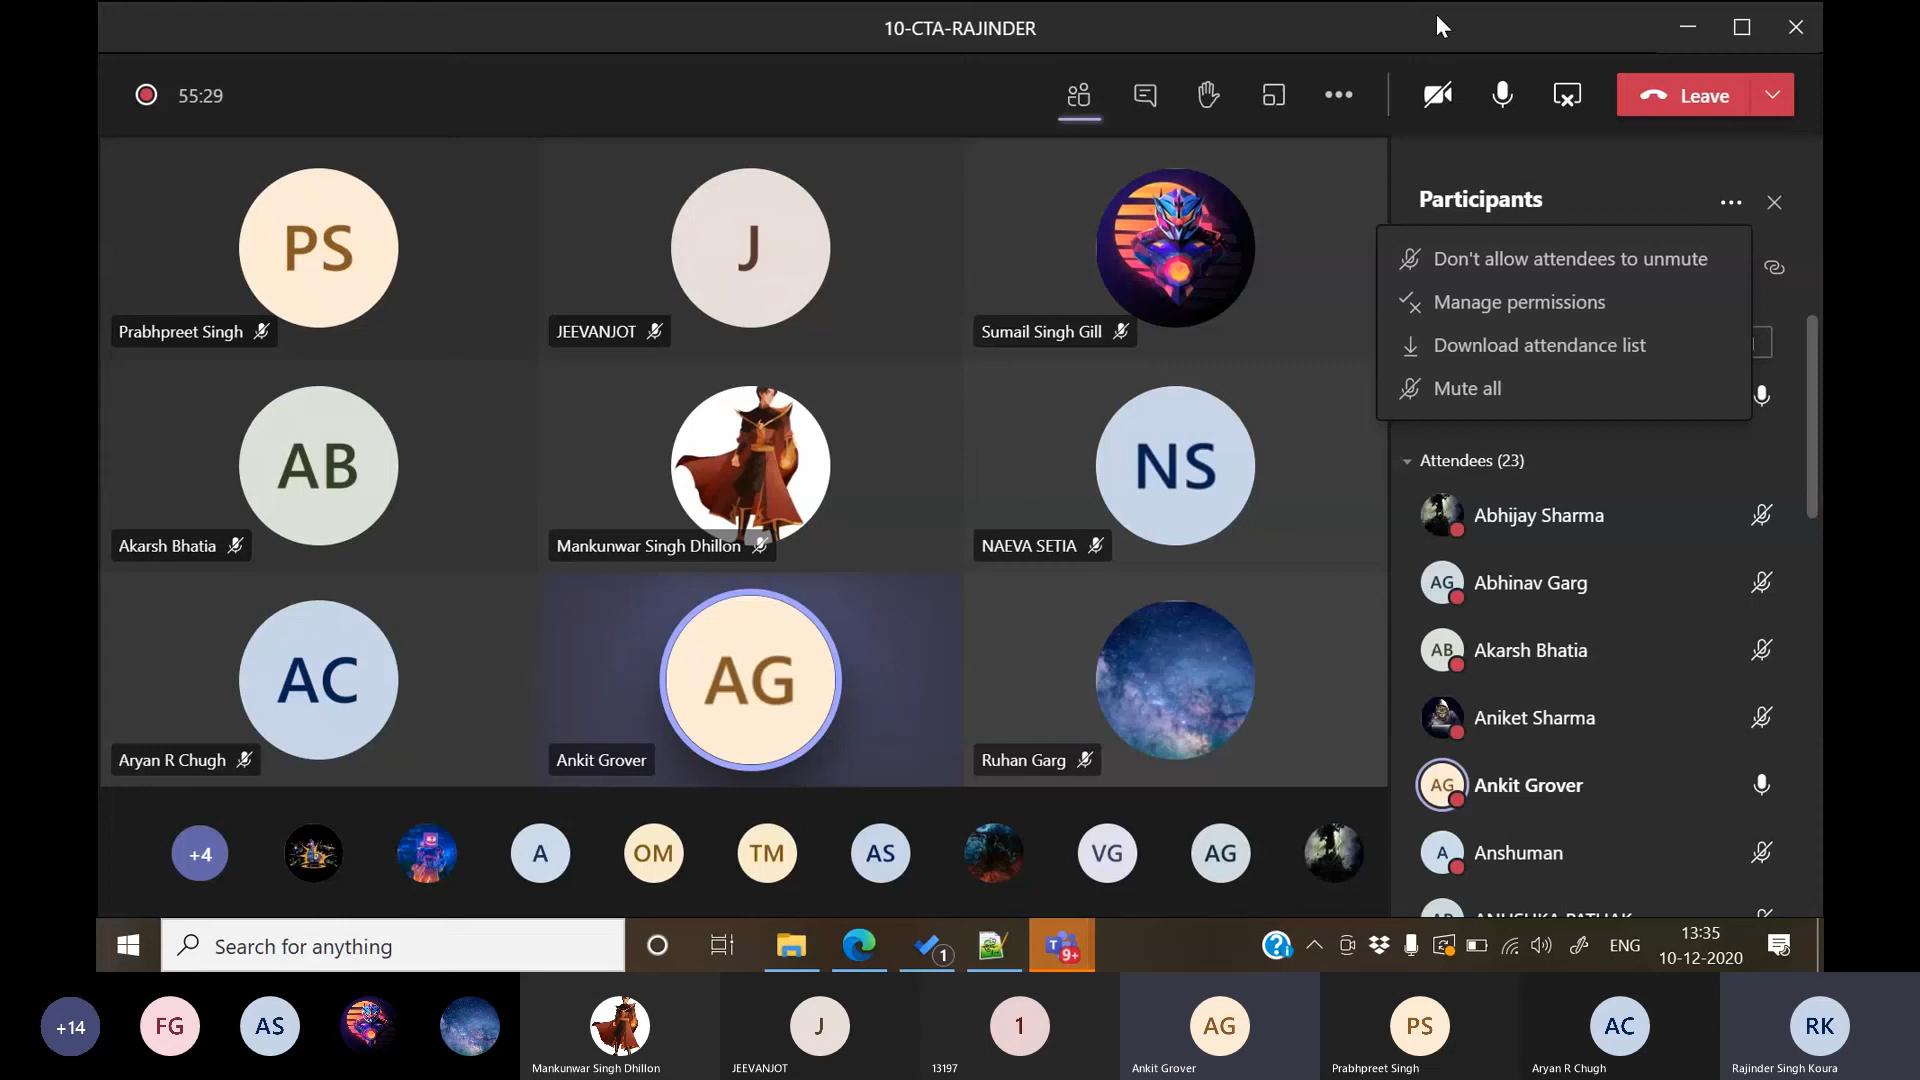 10-CTA-RAJINDER
55:29
Leave
PS
Prabhpreet Singh
J
JEEVANJOT
Sumail Singh Gill
AB
Akarsh Bhatia
Mankunwar Singh Dhillon
NS
NAEVA SETIA
AC
Aryan R Chugh
AG
Ankit Grover
Ruhan Garg
+4
A
OM
TM
AS
VG
AG
Participants
Don't allow attendees to unmute
Manage permissions
Download attendance list
Mute all
Attendees (23)
Abhijay Sharma
AG Abhinav Garg
AB Akarsh Bhatia
Aniket Sharma
AG Ankit Grover
A Anshuman
AP ANUSHKA PATHAK
Search for anything
1
9+
ENG
13:35
10-12-2020
+14
FG
AS
Mankunwar Singh Dhillon
J
JEEVANJOT
1
13197
AG
Ankit Grover
PS
Prabhpreet Singh
AC
Aryan R Chugh
RK
Rajinder Singh Koura